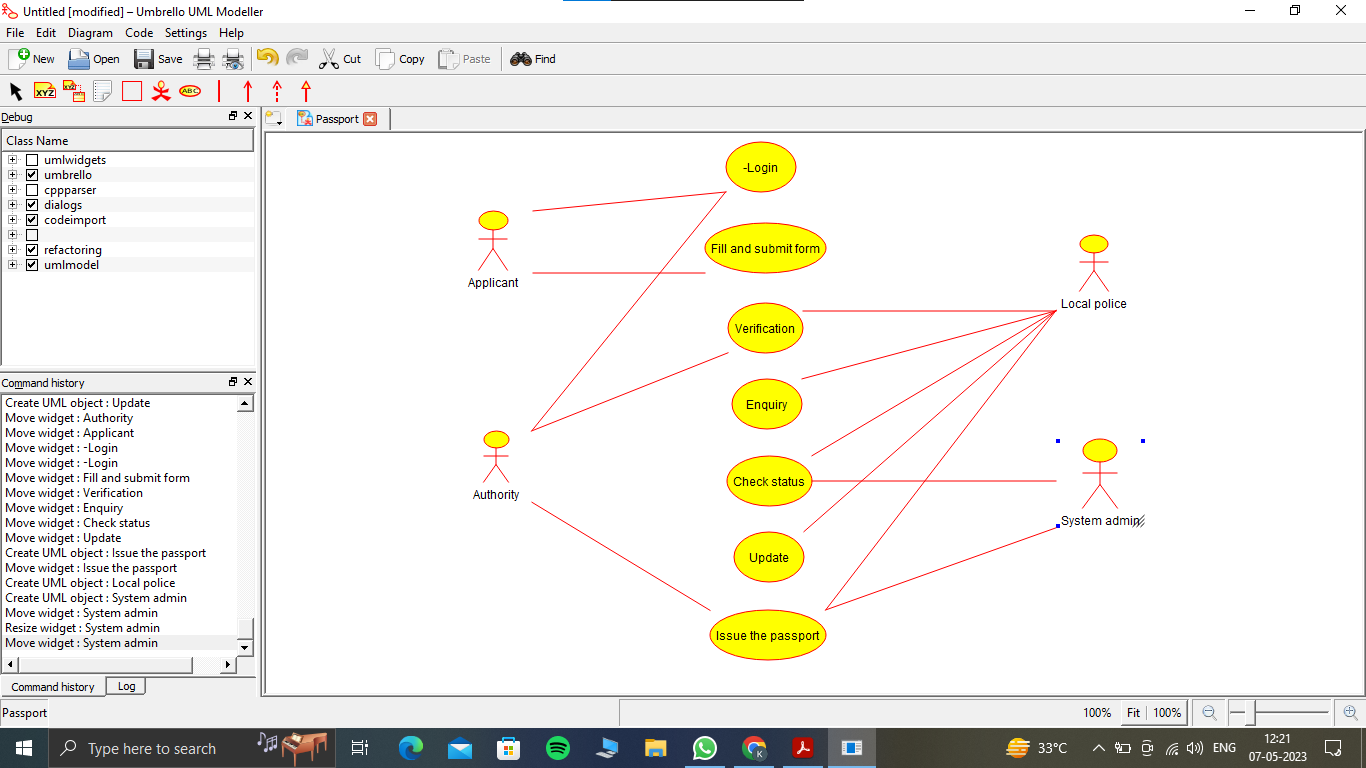 Untitled [modified] – Umbrello UML Modeller
File Edit Diagram Code Settings Help
New Open Save Cut Copy Paste Find
XYZ XYZ ABC
Debug
Passport
Class Name
umlwidgets
umbrello
cppparser
dialogs
codeimport
refactoring
umlmodel
Command history
Create UML object : Update
Move widget : Authority
Move widget : Applicant
Move widget : -Login
Move widget : -Login
Move widget : Fill and submit form
Move widget : Verification
Move widget : Enquiry
Move widget : Check status
Move widget : Update
Create UML object : Issue the passport
Move widget : Issue the passport
Create UML object : Local police
Create UML object : System admin
Move widget : System admin
Resize widget : System admin
Move widget : System admin
Command history Log
-Login
Fill and submit form
Applicant
Local police
Verification
Enquiry
Check status
Authority
System admin
Update
Issue the passport
Passport
100% Fit 100%
Type here to search
K
33°C
ENG
12:21
07-05-2023